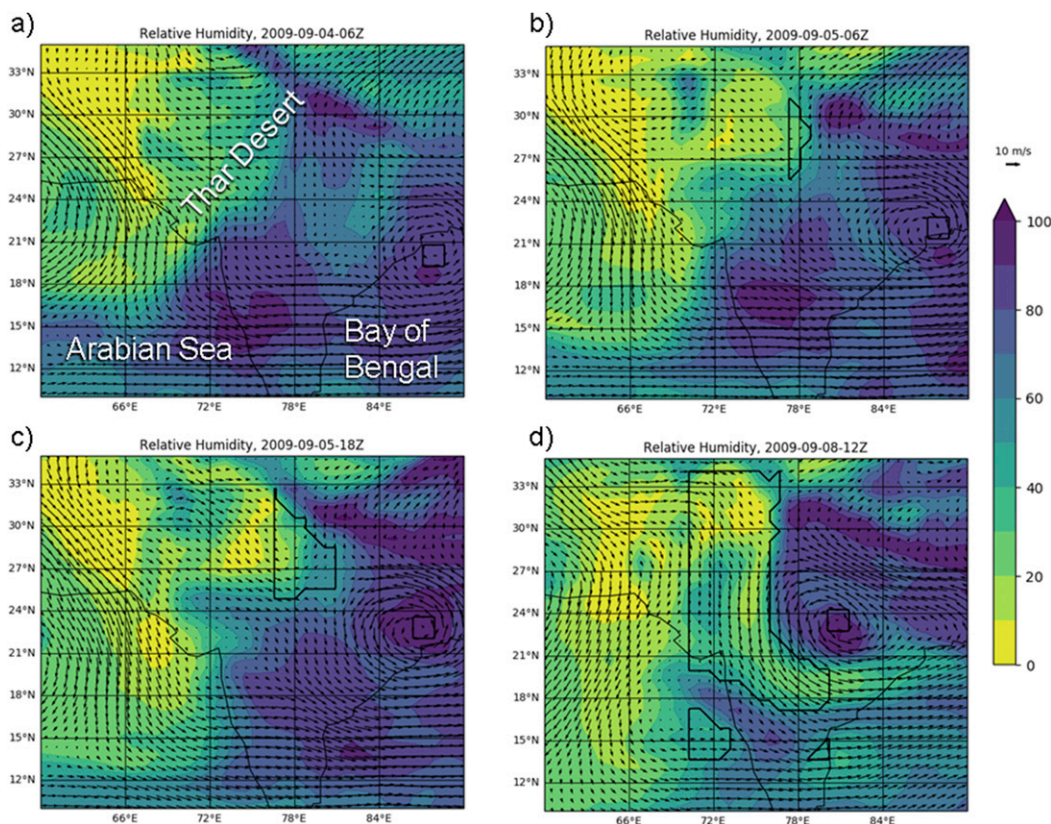 a)
Relative Humidity, 2009-09-04-06Z
33°N
30°N
27°N
24°N
21°N
18°N
15°N
12°N
66°E
72°E
78°E
84°E
Thar Desert
Arabian Sea
Bay of
Bengal
b)
Relative Humidity, 2009-09-05-06Z
33°N
30°N
27°N
24°N
21°N
18°N
15°N
12°N
66°E
72°E
78°E
84°E
10 m/s
100
80
60
40
20
0
c)
Relative Humidity, 2009-09-05-18Z
33°N
30°N
27°N
24°N
21°N
18°N
15°N
12°N
66°E
72°E
78°E
84°E
d)
Relative Humidity, 2009-09-08-12Z
33°N
30°N
27°N
24°N
21°N
18°N
15°N
12°N
66°E
72°E
78°E
84°E